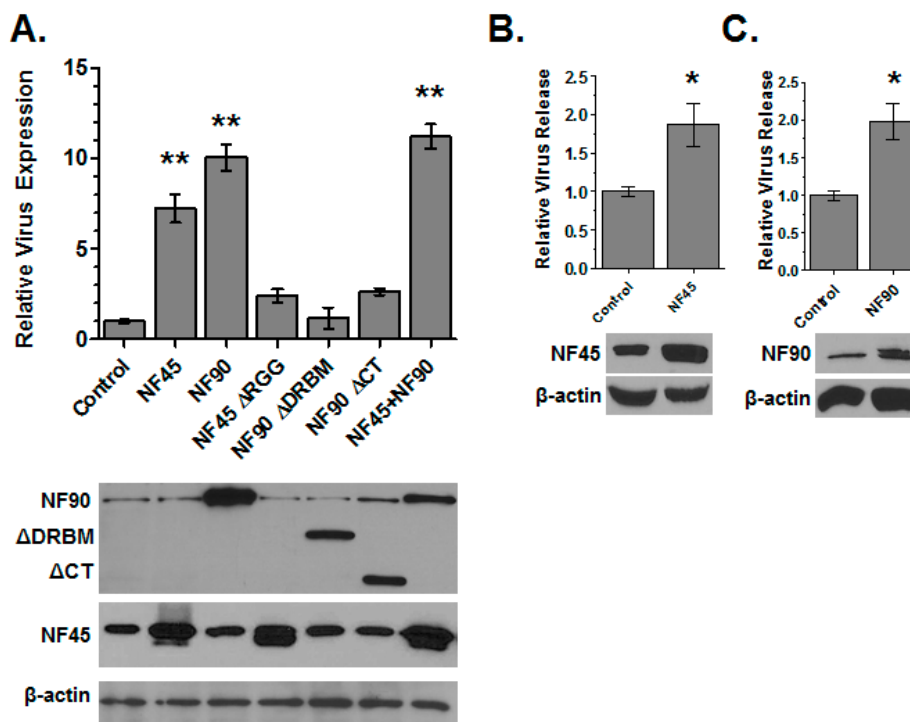 A.
Relative Virus Expression
15
10
5
0
**
**
**
Control
NF45
NF90
NF45 ΔRGG
NF90 ΔDRBM
NF90 ΔCT
NF45+NF90
NF90
ΔDRBM
ΔCT
NF45
β-actin
B.
Relative Virus Release
2.5
2.0
1.5
1.0
0.5
0.0
*
Control
NF45
NF45
β-actin
C.
Relative Virus Release
2.5
2.0
1.5
1.0
0.5
0.0
*
Control
NF90
NF90
β-actin